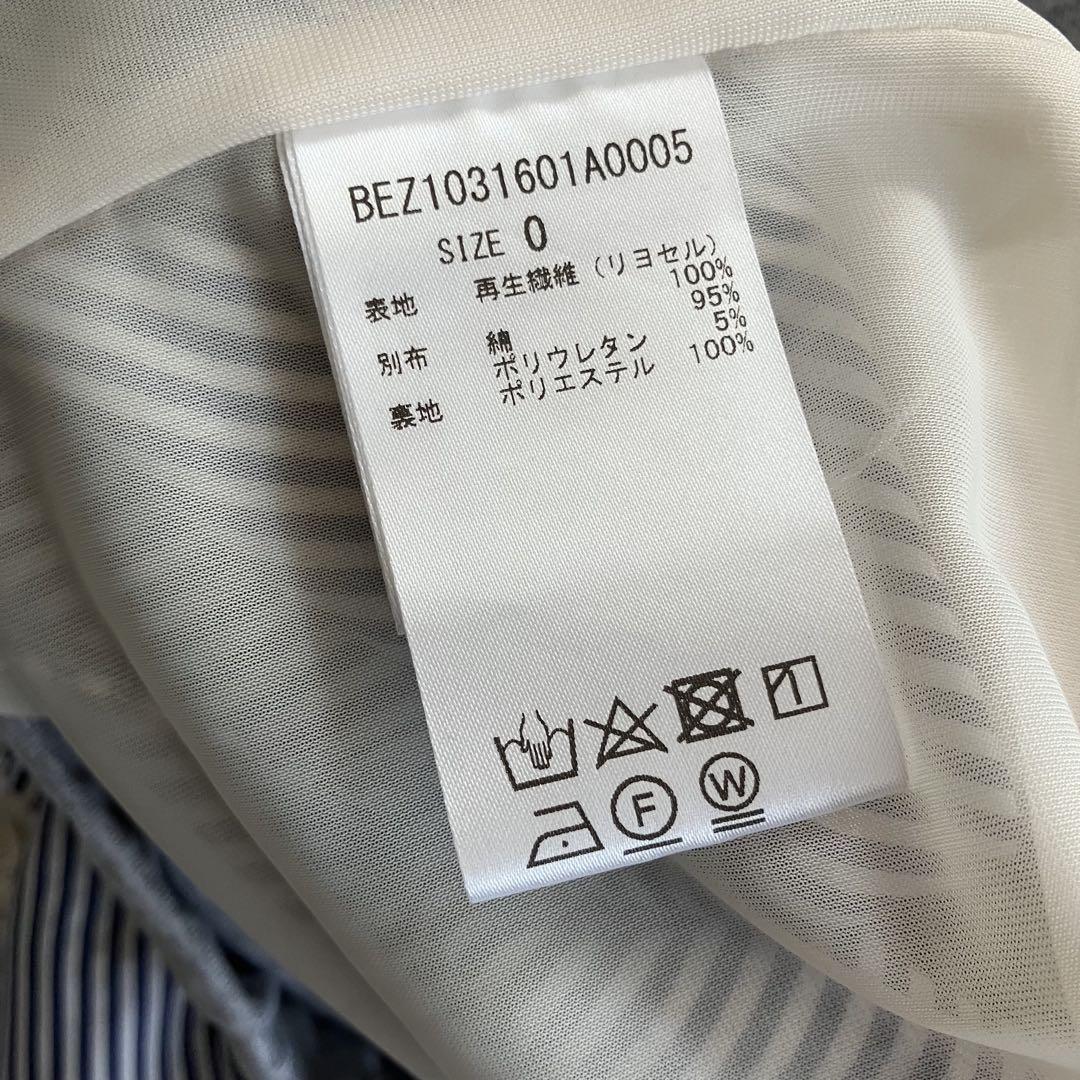 BEZ1031601A0005
SIZE 0
表地 再生繊維(リヨセル)
100%
別布 綿 95%
ポリウレタン 5%
裏地 ポリエステル 100%
F W